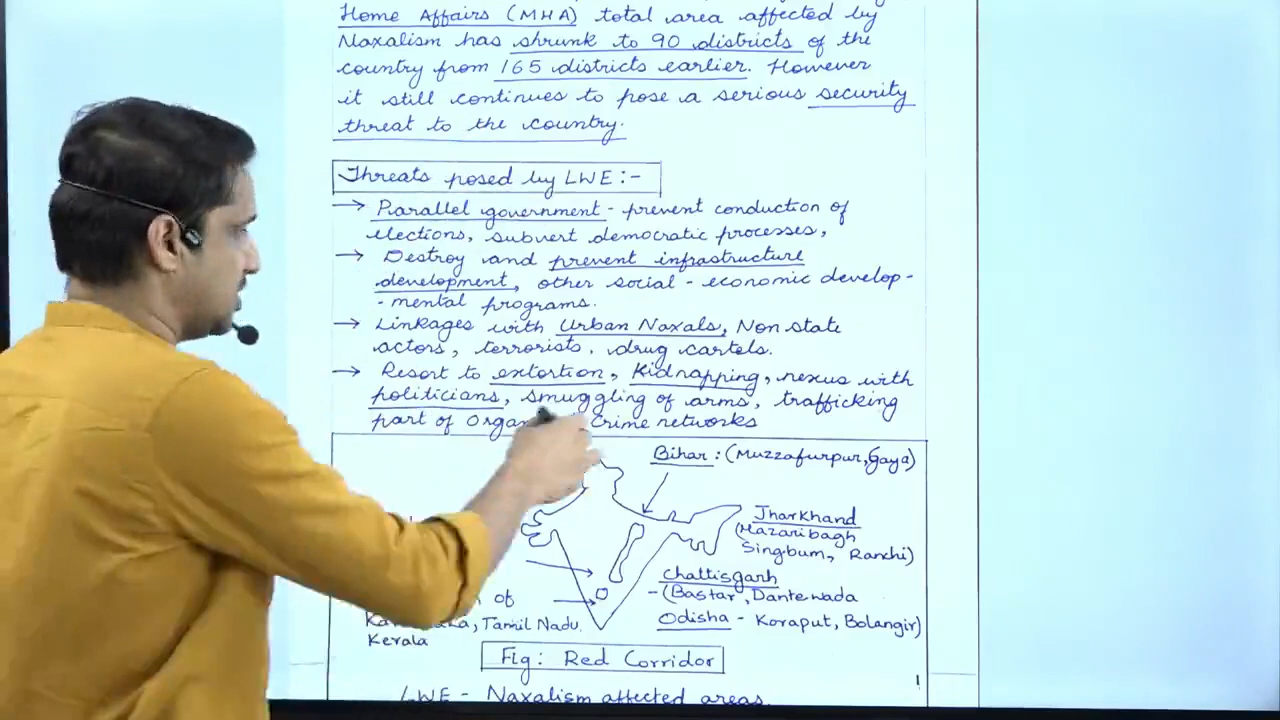 Home Affairs (MHA) total area affected by
Naxalism has shrunk to 90 districts of the
country from 165 districts earlier. However
it still continues to pose a serious security
threat to the country.
Threats posed by LWE:-
→ Parallel government - prevent conduction of
elections, subvert democratic processes,
→ Destroy and prevent infrastructure
development, other social - economic develop -
- mental programs.
→ Linkages with Urban Naxals, Non state
actors, terrorists, drug cartels.
→ Resort to extortion, Kidnapping, nexus with
politicians, smuggling of arms, trafficking
part of Crime networks
Bihar : (Muzzafurpur, Gaya)
Jharkhand
(Hazaribagh
Singbum, Ranchi)
Chattisgarh
- (Bastar, Dantewada
Odisha - Koraput, Bolangir)
of
Tamil Nadu.
Kerala
Fig: Red Corridor
1
LWE - Naxalism affected areas.